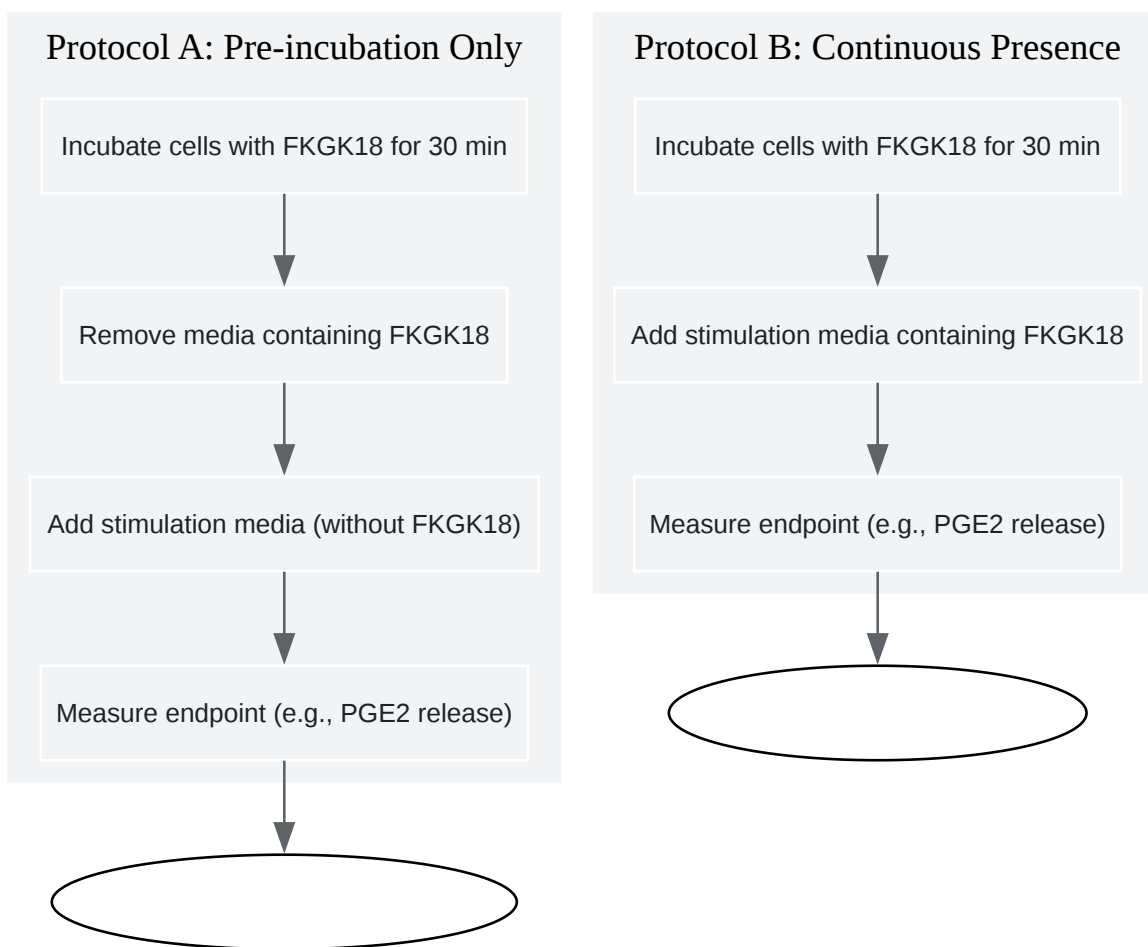 Protocol A: Pre-incubation Only
Incubate cells with FKGK18 for 30 min
Remove media containing FKGK18
Add stimulation media (without FKGK18)
Measure endpoint (e.g., PGE2 release)
Protocol B: Continuous Presence
Incubate cells with FKGK18 for 30 min
Add stimulation media containing FKGK18
Measure endpoint (e.g., PGE2 release)